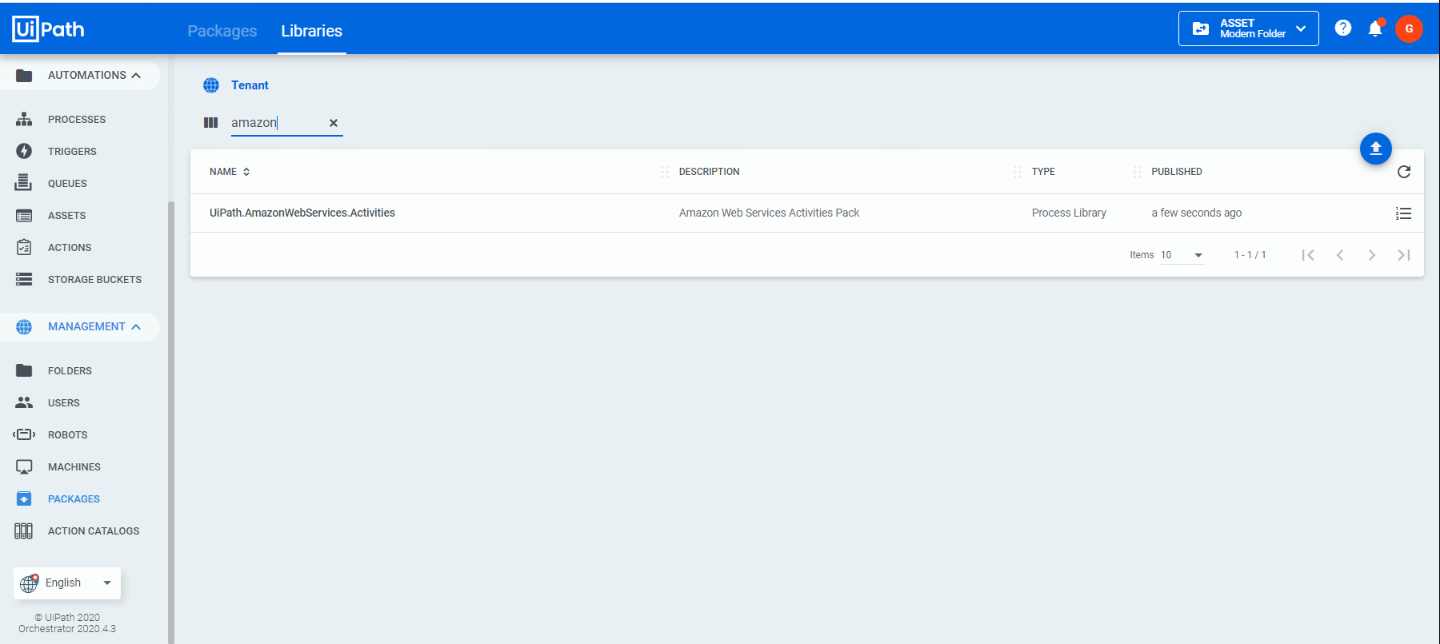 UiPath
Packages
Libraries
ASSET
Modern Folder
G
AUTOMATIONS
PROCESSES
TRIGGERS
QUEUES
ASSETS
ACTIONS
STORAGE BUCKETS
MANAGEMENT
FOLDERS
USERS
ROBOTS
MACHINES
PACKAGES
ACTION CATALOGS
English
© UiPath 2020
Orchestrator 2020.4.3
Tenant
amazon
NAME DESCRIPTION TYPE PUBLISHED
UiPath.AmazonWebServices.Activities Amazon Web Services Activities Pack Process Library a few seconds ago
Items 10 1 - 1 / 1